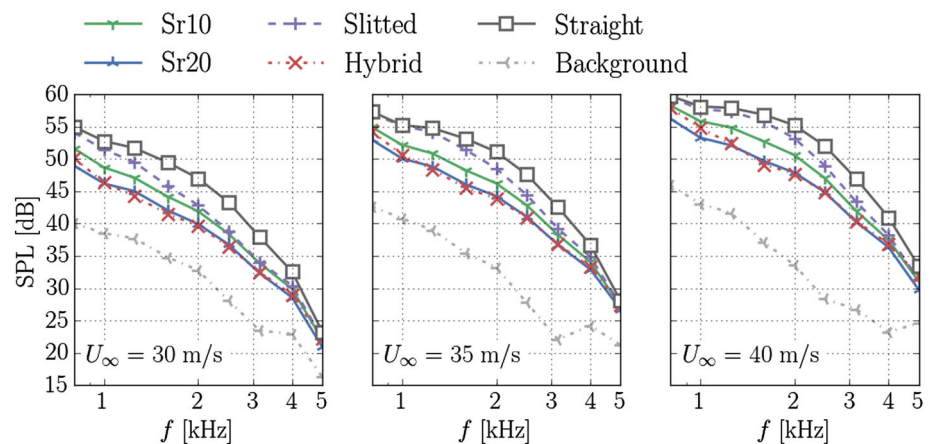 Sr10 Slitted Straight
Sr20 Hybrid Background
SPL [dB]
60
55
50
45
40
35
30
25
20
15
U∞ = 30 m/s
U∞ = 35 m/s
U∞ = 40 m/s
1 2 3 4 5
1 2 3 4 5
1 2 3 4 5
f [kHz]
f [kHz]
f [kHz]